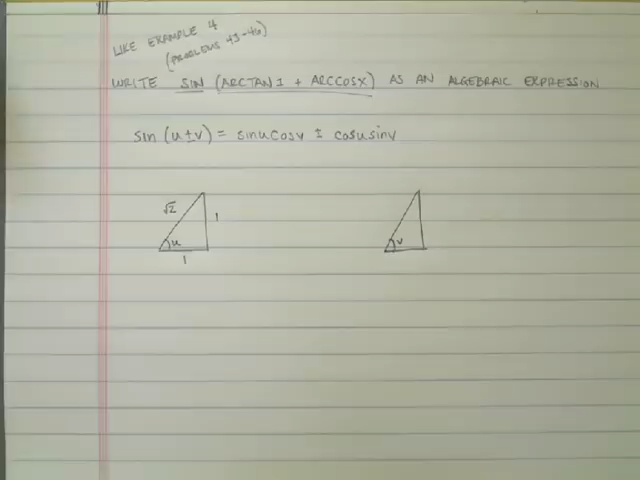 LIKE EXAMPLE 4
(PROBLEMS 43-46)
WRITE SIN (ARCTAN 1 + ARCCOSX) AS AN ALGEBRAIC EXPRESSION
sin (u±v) = sinucosv ± cosusinv
√2 1
u v
1